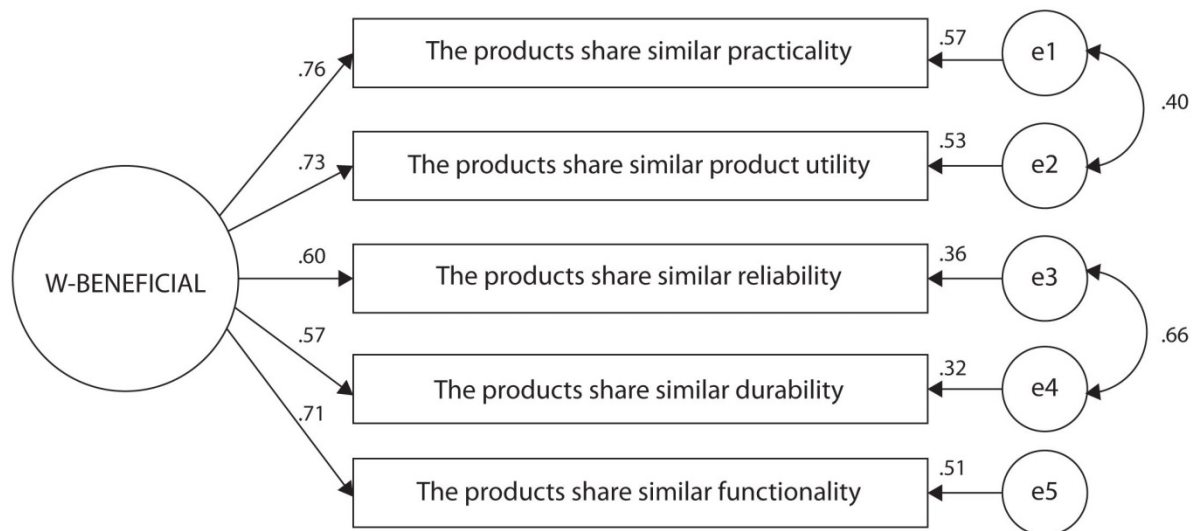 The products share similar practicality
.57
e1
.76
.40
The products share similar product utility
.53
e2
.73
W-BENEFICIAL
.60
The products share similar reliability
.36
e3
.66
.57
The products share similar durability
.32
e4
.71
The products share similar functionality
.51
e5